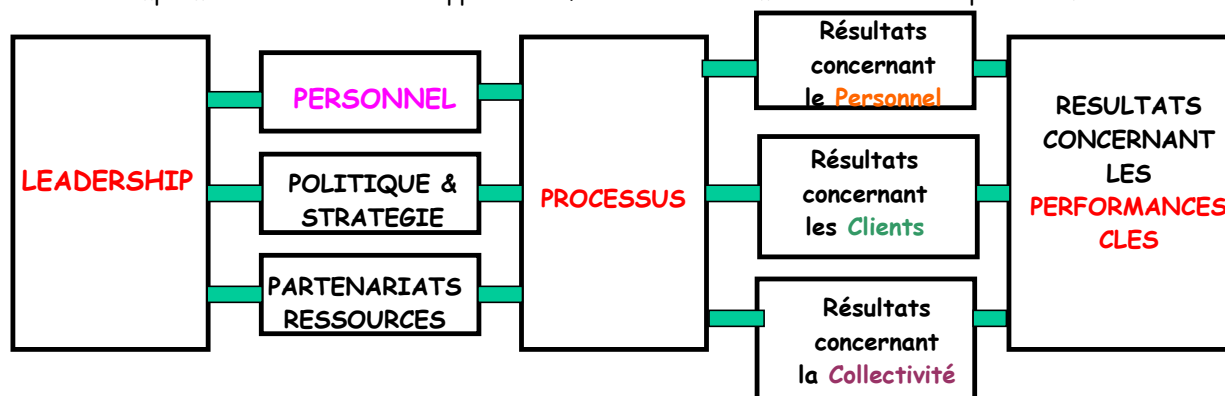 LEADERSHIP
PERSONNEL
POLITIQUE &
STRATEGIE
PARTENARIATS
RESSOURCES
PROCESSUS
Résultats
concernant
le Personnel
Résultats
concernant
les Clients
Résultats
concernant
la Collectivité
RESULTATS
CONCERNANT
LES
PERFORMANCES
CLES